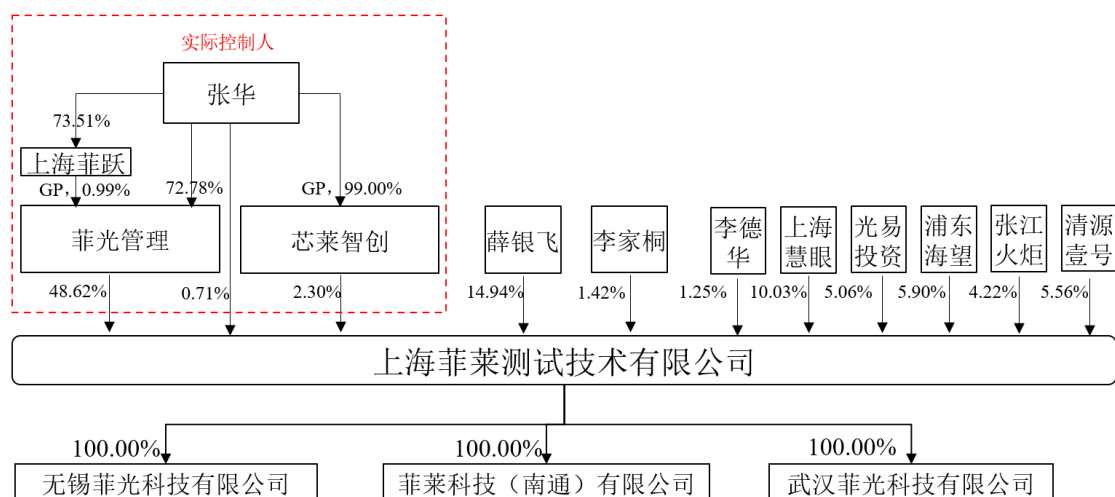 实际控制人
张华
73.51%
上海菲跃
GP，0.99%
72.78%
GP，99.00%
菲光管理
芯莱智创
薛银飞
李家桐
李德
华
上海
慧眼
光易
投资
浦东
海望
张江
火炬
清源
壹号
48.62%
0.71%
2.30%
14.94%
1.42%
1.25%
10.03%
5.06%
5.90%
4.22%
5.56%
上海菲莱测试技术有限公司
100.00%
100.00%
100.00%
无锡菲光科技有限公司
菲莱科技（南通）有限公司
武汉菲光科技有限公司